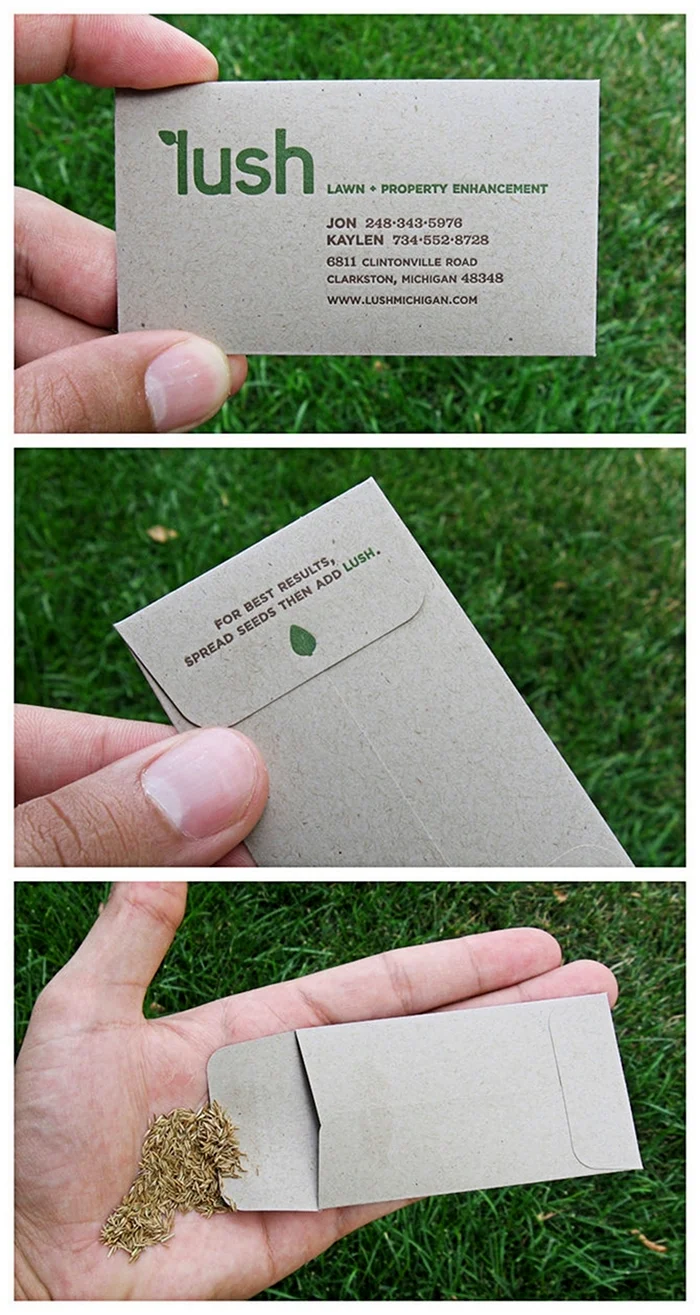 lush LAWN + PROPERTY ENHANCEMENT
JON 248·343·5976
KAYLEN 734·552·8728
6811 CLINTONVILLE ROAD
CLARKSTON, MICHIGAN 48348
WWW.LUSHMICHIGAN.COM
FOR BEST RESULTS,
SPREAD SEEDS THEN ADD LUSH.